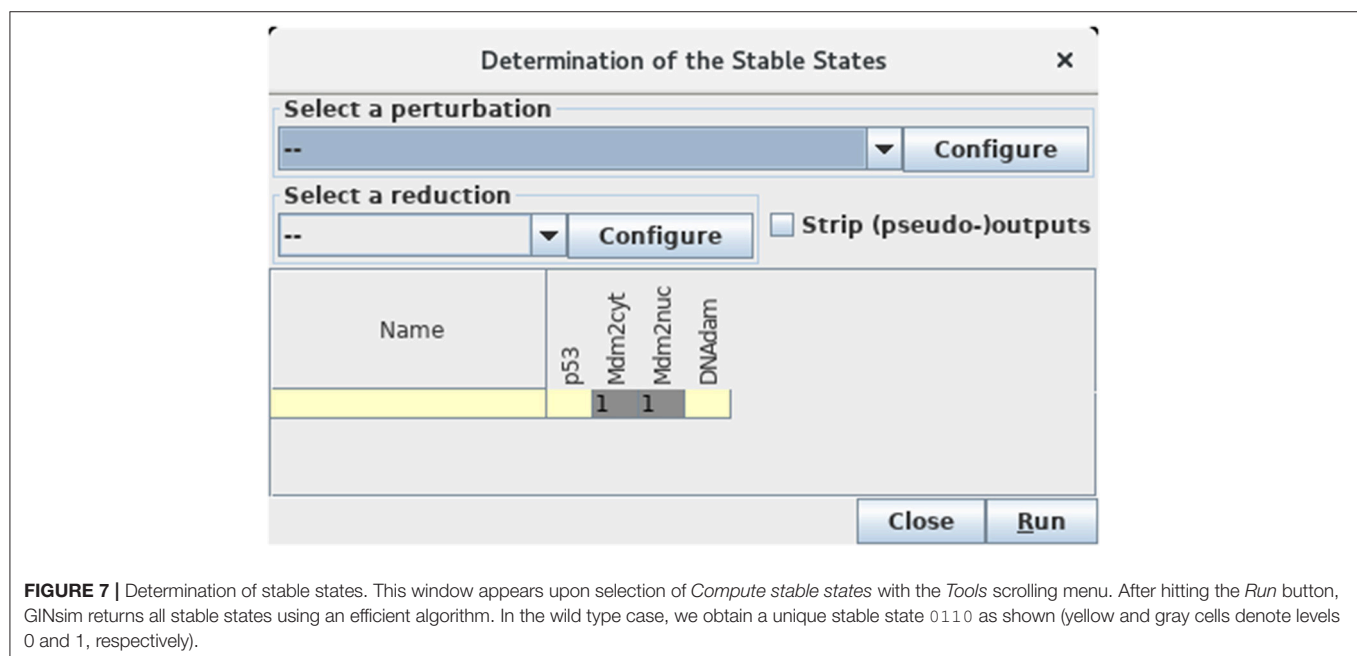 Determination of the Stable States ×
Select a perturbation
-- Configure
Select a reduction
-- Configure Strip (pseudo-)outputs
Name p53 Mdm2cyt Mdm2nuc DNAdam
1 1
Close Run
FIGURE 7 | Determination of stable states. This window appears upon selection of Compute stable states with the Tools scrolling menu. After hitting the Run button,
GINsim returns all stable states using an efficient algorithm. In the wild type case, we obtain a unique stable state 0110 as shown (yellow and gray cells denote levels
0 and 1, respectively).